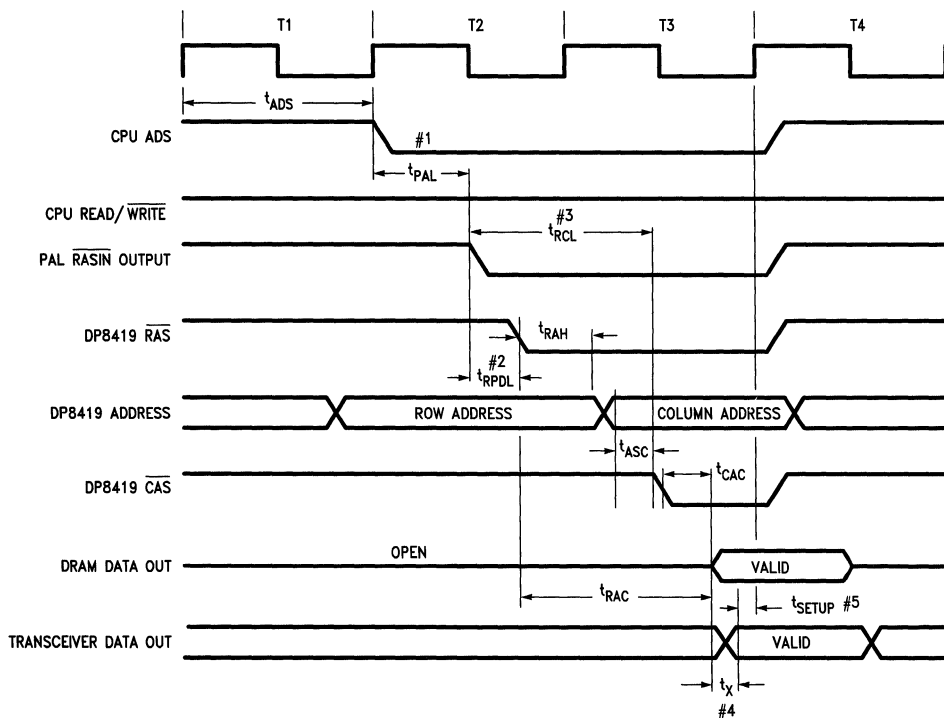 T1 T2 T3 T4
tADS
CPU ADS
#1
tPAL
CPU READ/WRITE
#3
tRCL
PAL RASIN OUTPUT
DP8419 RAS
tRAH
#2
tRPDL
DP8419 ADDRESS
ROW ADDRESS
COLUMN ADDRESS
tASC
tCAC
DP8419 CAS
OPEN
DRAM DATA OUT
VALID
tRAC
tSETUP #5
TRANSCEIVER DATA OUT
VALID
tX
#4